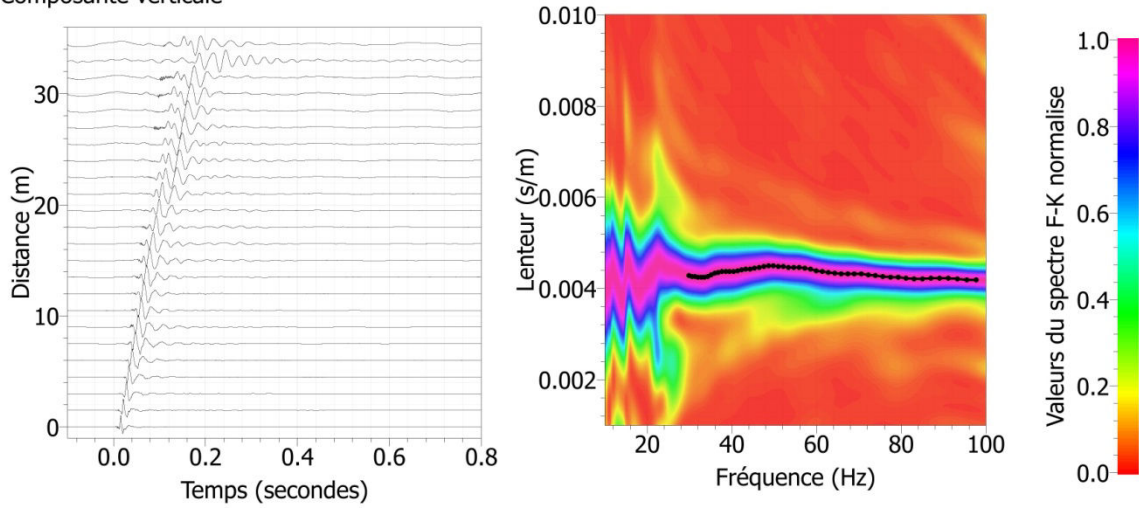 Composante verticale
Distance (m)
30
20
10
0
0.0 0.2 0.4 0.6 0.8
Temps (secondes)
Lenteur (s/m)
0.010
0.008
0.006
0.004
0.002
20 40 60 80 100
Fréquence (Hz)
Valeurs du spectre F-K normalise
1.0
0.8
0.6
0.4
0.2
0.0